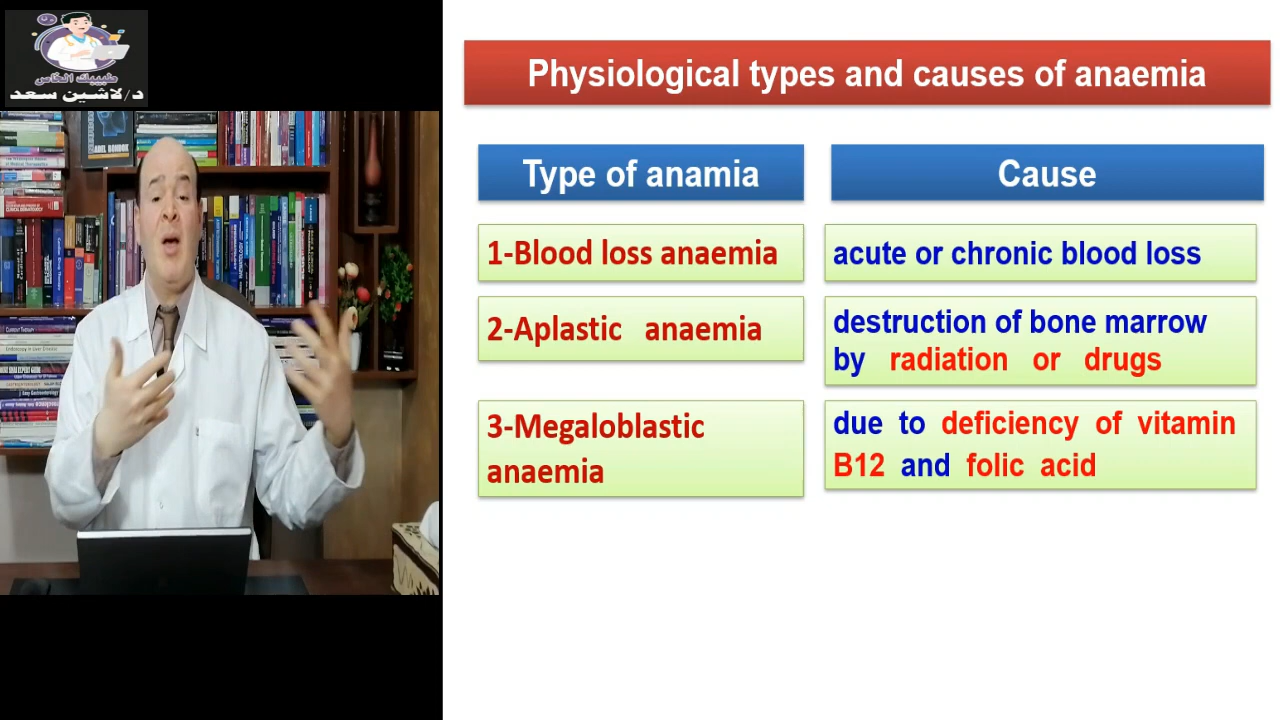 طبيبك الخاص
د/لاشين سعد
Physiological types and causes of anaemia
Type of anamia
Cause
1-Blood loss anaemia
acute or chronic blood loss
2-Aplastic anaemia
destruction of bone marrow
by radiation or drugs
3-Megaloblastic
anaemia
due to deficiency of vitamin
B12 and folic acid